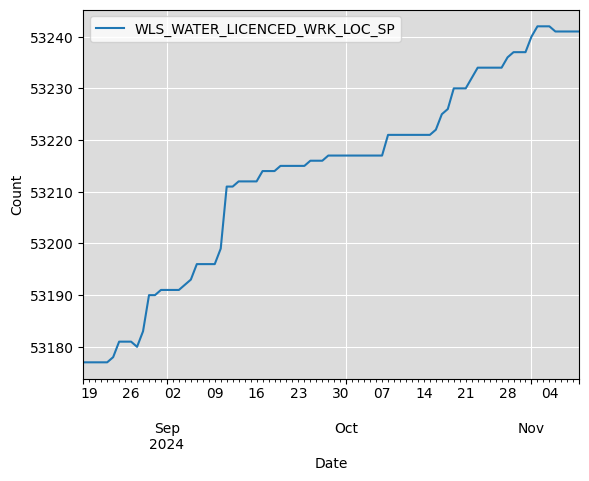 WLS_WATER_LICENCED_WRK_LOC_SP
53240
53230
53220
53210
53200
53190
53180
Count
19 26 02 09 16 23 30 07 14 21 28 04
Sep Oct Nov
2024
Date